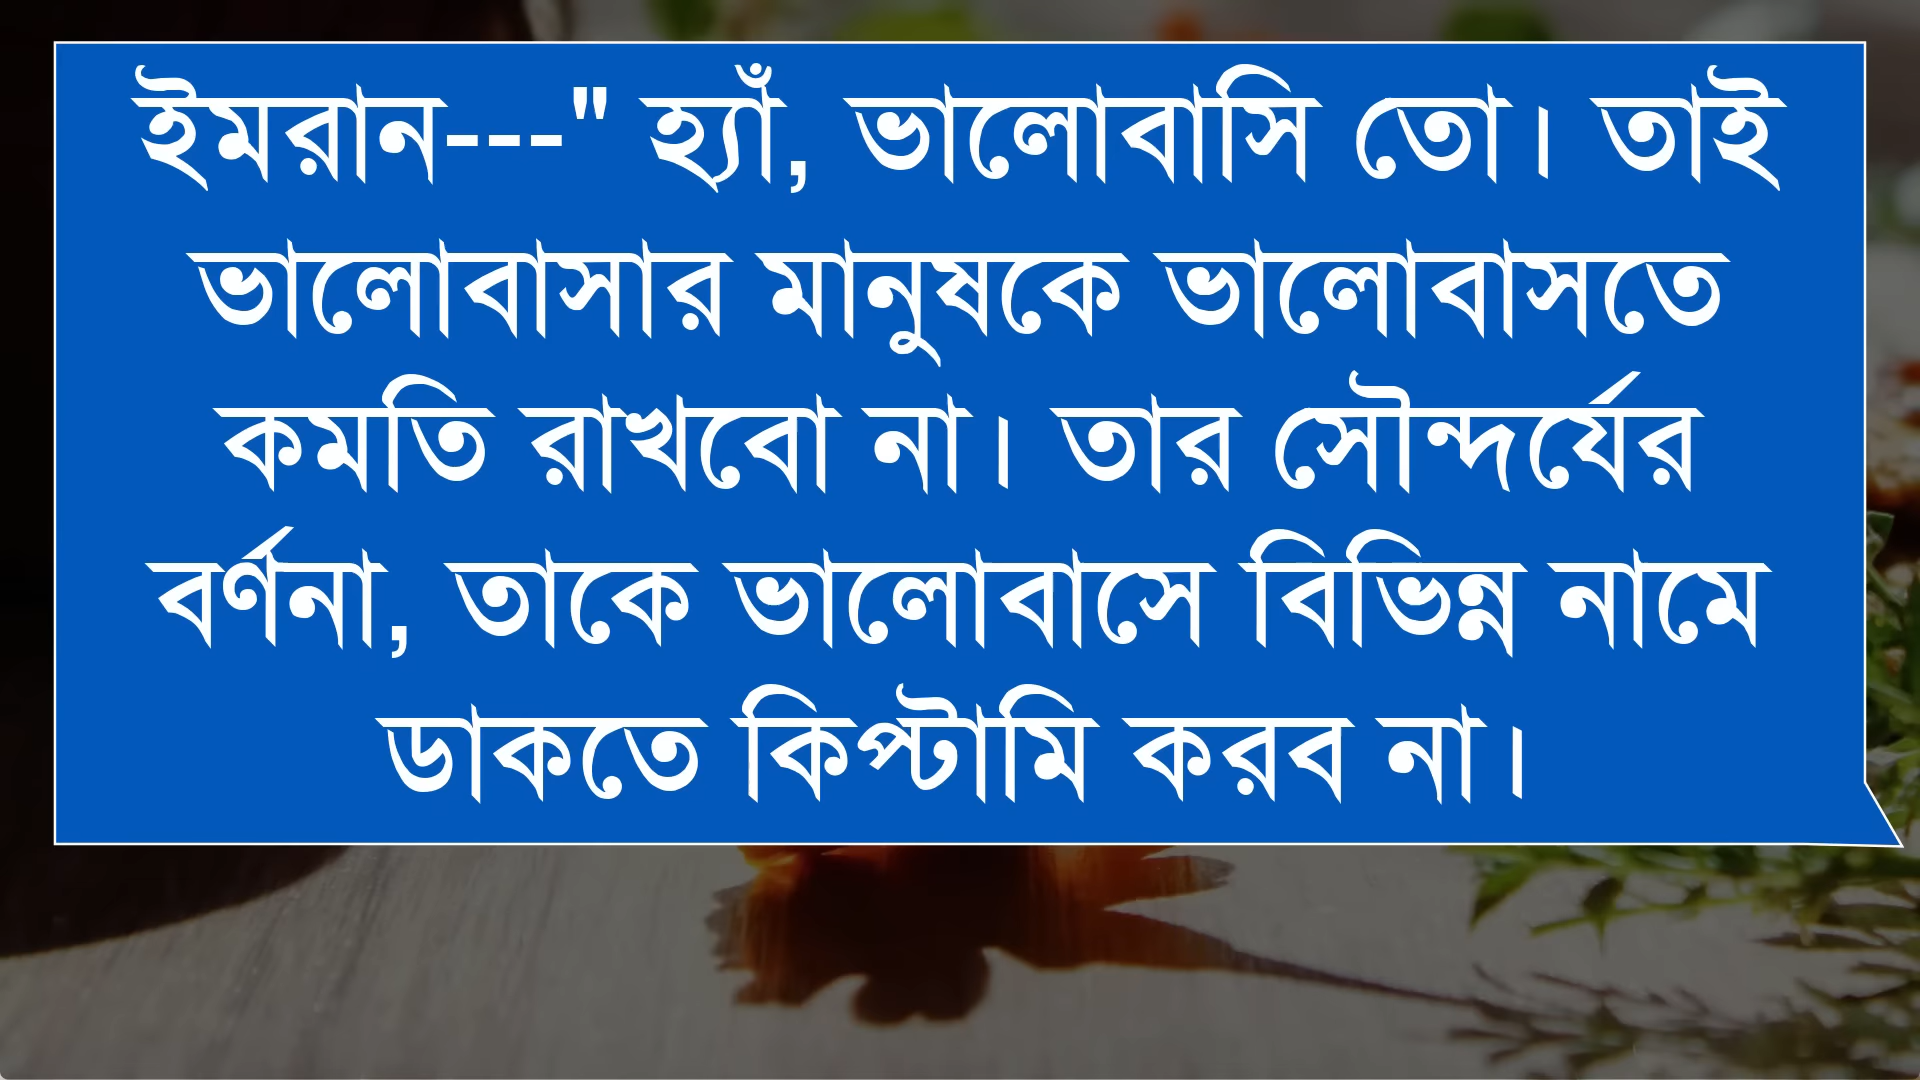 ইমরান---" হ্যাঁ, ভালোবাসি তো। তাই
ভালোবাসার মানুষকে ভালোবাসতে
কমতি রাখবো না। তার সৌন্দর্যের
বর্ণনা, তাকে ভালোবাসে বিভিন্ন নামে
ডাকতে কিপ্টামি করব না।